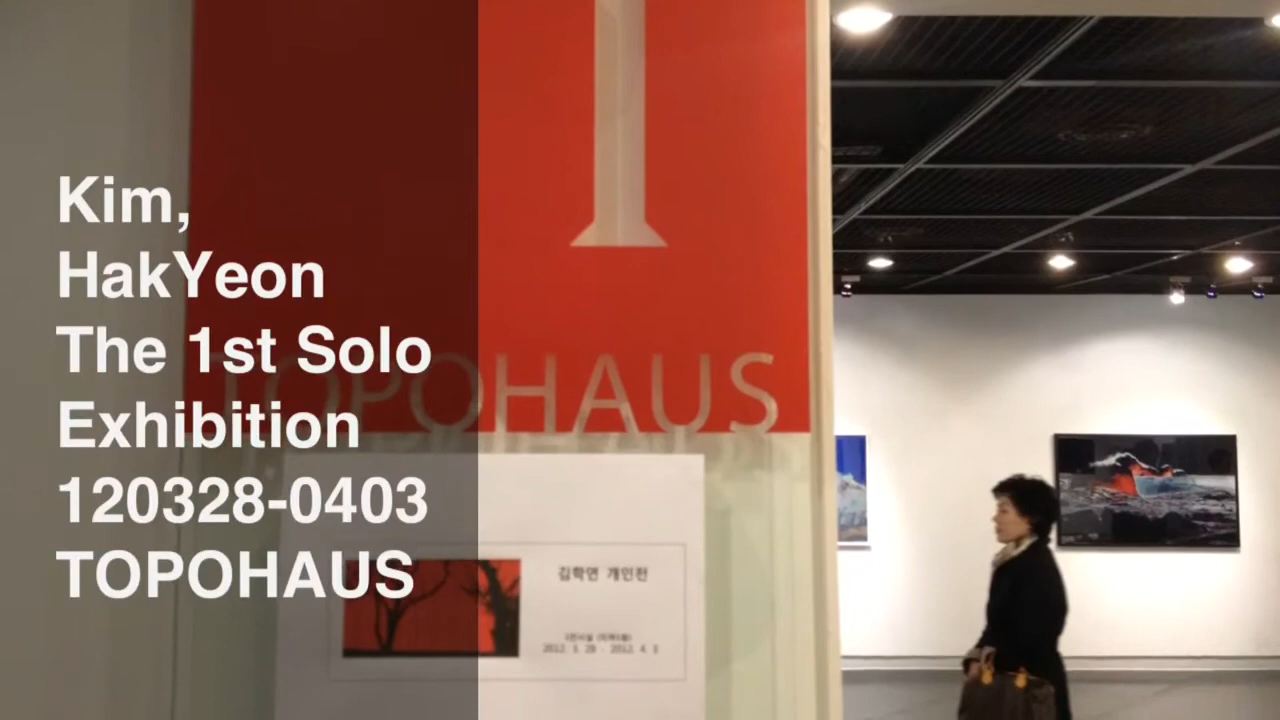 Kim,
HakYeon
The 1st Solo
Exhibition
120328-0403
TOPOHAUS
1
TOPOHAUS
김학연 개인전
2012. 3. 28 - 2012. 4. 3